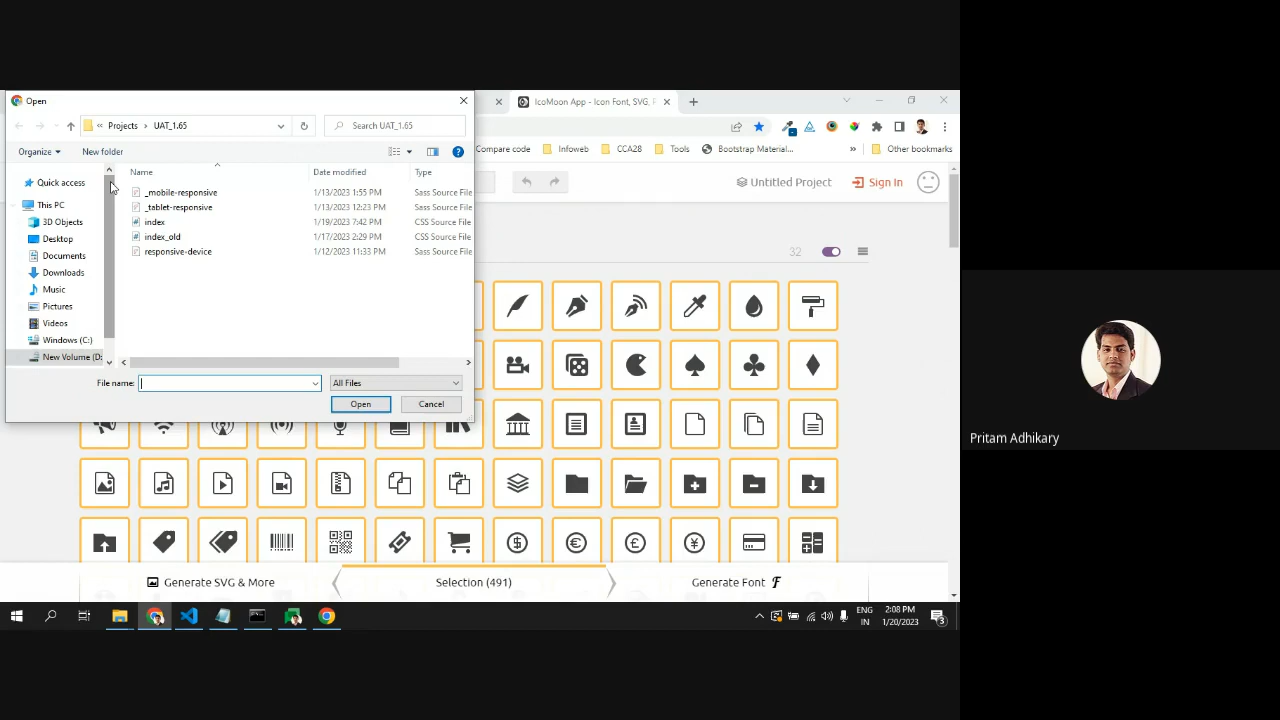 Open
IcoMoon App - Icon Font, SVG, P
Projects
UAT_1.65
Search UAT_1.65
Compare code
Infoweb
CCA28
Tools
Bootstrap Material...
»
Other bookmarks
Organize
New folder
Name
Date modified
Type
Quick access
This PC
3D Objects
Desktop
Documents
Downloads
Music
Pictures
Videos
Windows (C:)
New Volume (D:
_mobile-responsive 1/13/2023 1:55 PM Sass Source File
_tablet-responsive 1/13/2023 12:23 PM Sass Source File
index 1/19/2023 7:42 PM CSS Source File
index_old 1/17/2023 2:29 PM CSS Source File
responsive-device 1/12/2023 11:33 PM Sass Source File
File name:
All Files
Open
Cancel
Untitled Project
Sign In
32
Generate SVG & More
Selection (491)
Generate Font
ENG
IN
2:08 PM
1/20/2023
3
Pritam Adhikary